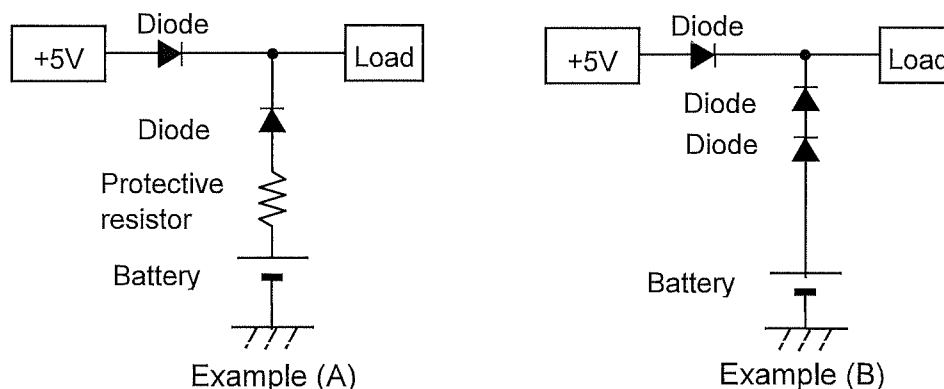 Diode
+5V
Load
Diode
Protective
resistor
Battery
Example (A)
Diode
+5V
Load
Diode
Diode
Battery
Example (B)